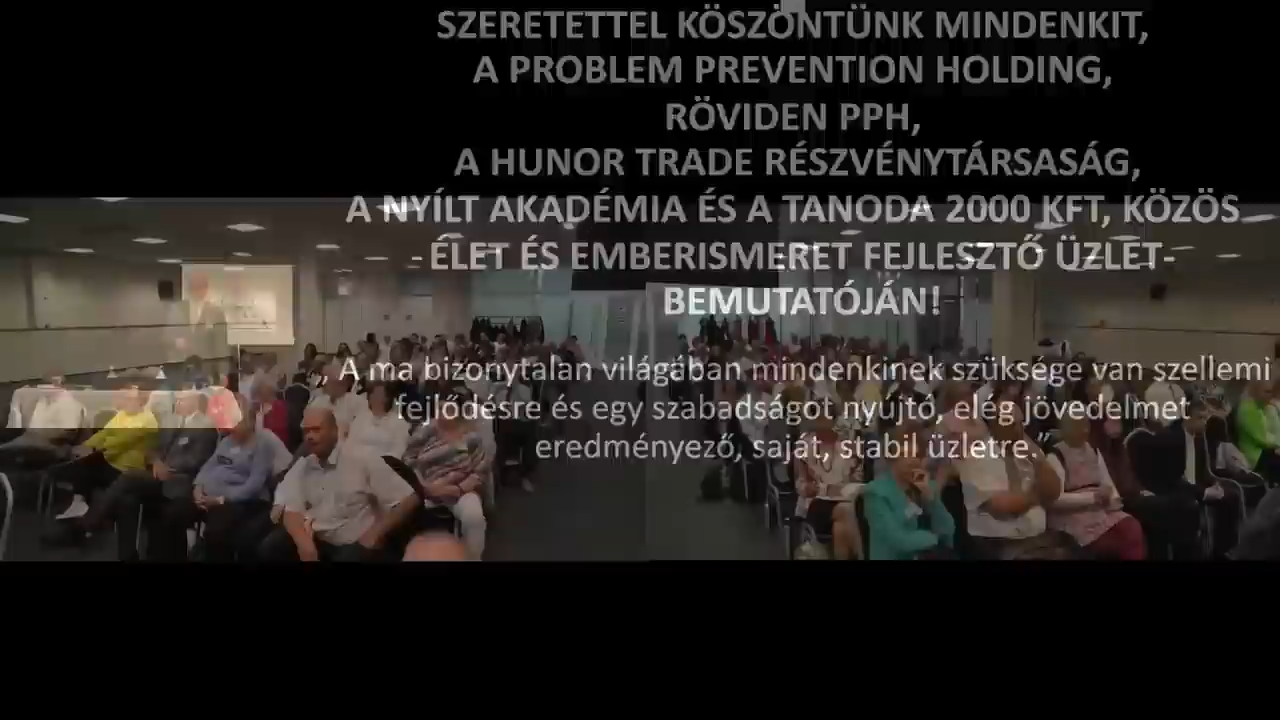 SZERETETTEL KÖSZÖNTÜNK MINDENKIT,
A PROBLEM PREVENTION HOLDING,
RÖVIDEN PPH,
A HUNOR TRADE RÉSZVÉNYTÁRSASÁG,
A NYÍLT AKADÉMIA ÉS A TANODA 2000 KFT, KÖZÖS
- ÉLET ÉS EMBERISMERET FEJLESZTŐ ÜZLET-
BEMUTATÓJÁN!
„ A ma bizonytalan világában mindenkinek szüksége van szellemi
fejlődésre és egy szabadságot nyújtó, elég jövedelmet
eredményező, saját, stabil üzletre.”